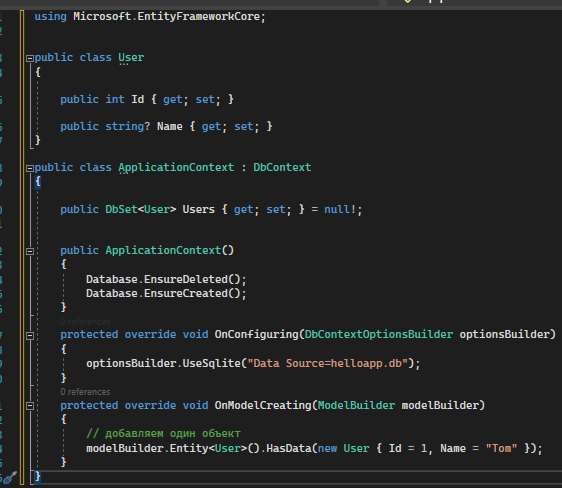 using Microsoft.EntityFrameworkCore;
public class User
{
public int Id { get; set; }
public string? Name { get; set; }
}
public class ApplicationContext : DbContext
{
public DbSet<User> Users { get; set; } = null!;
public ApplicationContext()
{
Database.EnsureDeleted();
Database.EnsureCreated();
}
0 references
protected override void OnConfiguring(DbContextOptionsBuilder optionsBuilder)
{
optionsBuilder.UseSqlite("Data Source=helloapp.db");
}
0 references
protected override void OnModelCreating(ModelBuilder modelBuilder)
{
// добавляем один объект
modelBuilder.Entity<User>().HasData(new User { Id = 1, Name = "Tom" });
}
}